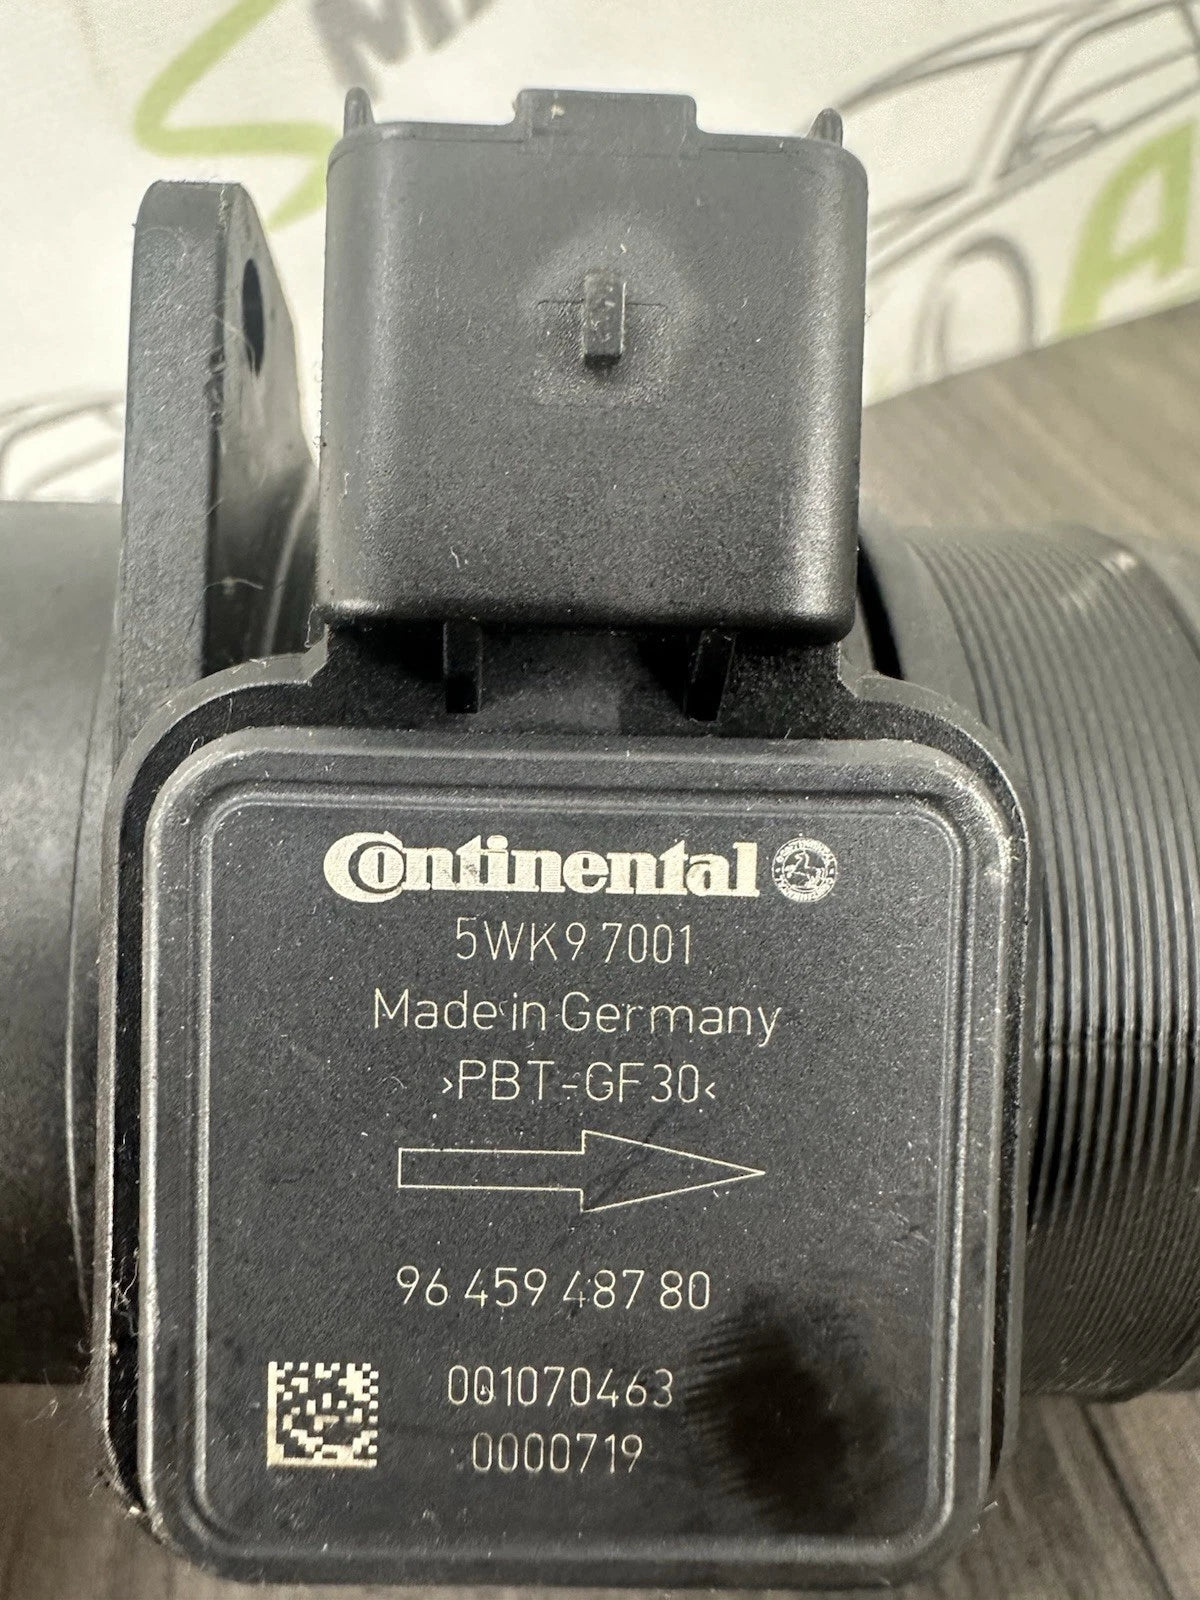 Continental
5WK9 7001
Made in Germany
>PBT-GF30<
96 459 487 80
001070463
0000719